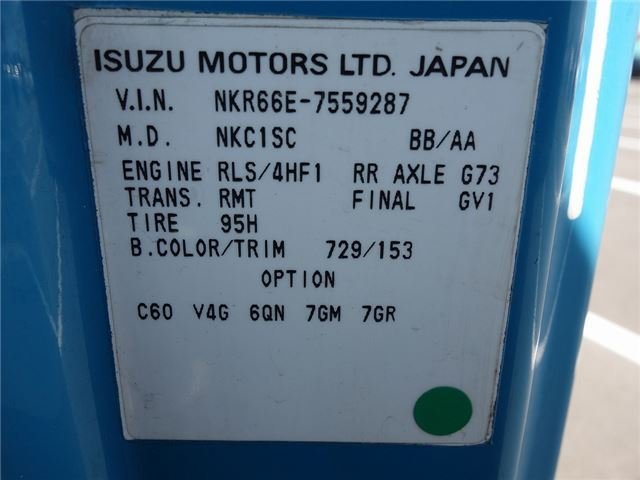 ISUZU MOTORS LTD. JAPAN
V.I.N. NKR66E-7559287
M.D. NKC1SC BB/AA
ENGINE RLS/4HF1 RR AXLE G73
TRANS. RMT FINAL GV1
TIRE 95H
B.COLOR/TRIM 729/153
OPTION
C60 V4G 6QN 7GM 7GR